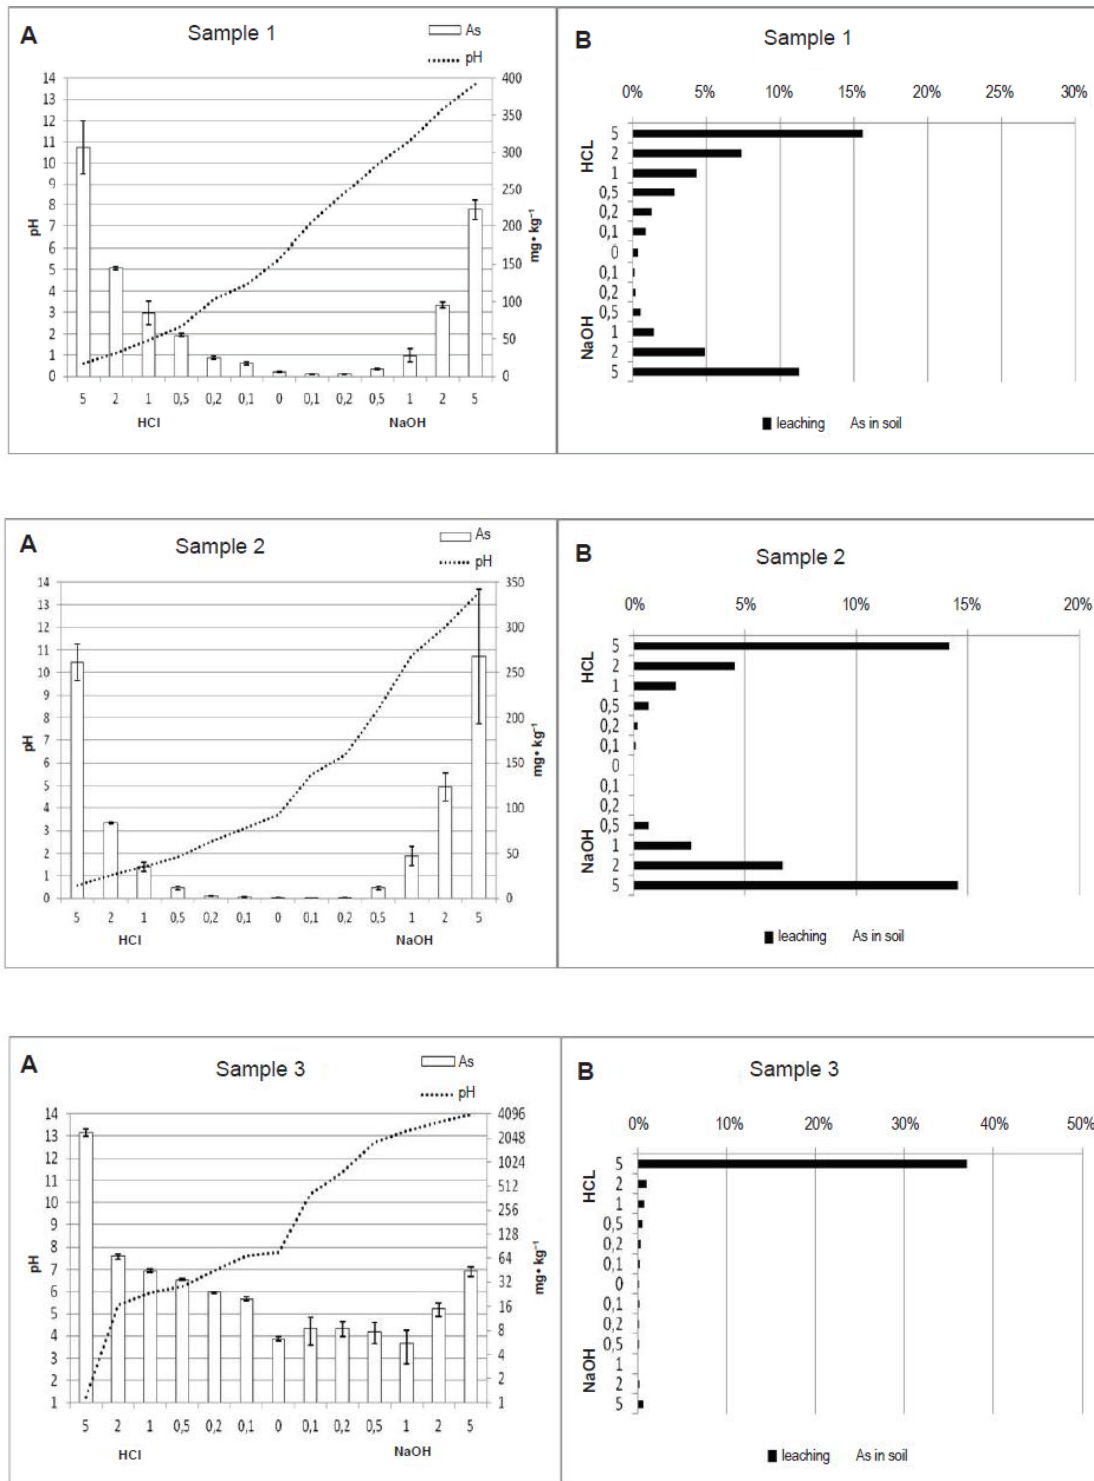 A
Sample 1
As
pH
14
13
12
11
10
9
8
7
6
5
4
3
2
1
0
pH
400
350
300
250
200
150
100
50
0
mg• kg⁻¹
5 2 1 0,5 0,2 0,1 0 0,1 0,2 0,5 1 2 5
HCl NaOH
B
Sample 1
0% 5% 10% 15% 20% 25% 30%
HCL
NaOH
5
2
1
0,5
0,2
0,1
0
0,1
0,2
0,5
1
2
5
leaching As in soil
A
Sample 2
As
pH
14
13
12
11
10
9
8
7
6
5
4
3
2
1
0
pH
350
300
250
200
150
100
50
0
mg• kg⁻¹
5 2 1 0,5 0,2 0,1 0 0,1 0,2 0,5 1 2 5
HCl NaOH
B
Sample 2
0% 5% 10% 15% 20%
HCL
NaOH
5
2
1
0,5
0,2
0,1
0
0,1
0,2
0,5
1
2
5
leaching As in soil
A
Sample 3
As
pH
14
13
12
11
10
9
8
7
6
5
4
3
2
1
pH
4096
2048
1024
512
256
128
64
32
16
8
4
2
1
mg• kg⁻¹
5 2 1 0,5 0,2 0,1 0 0,1 0,2 0,5 1 2 5
HCl NaOH
B
Sample 3
0% 10% 20% 30% 40% 50%
HCL
NaOH
5
2
1
0,5
0,2
0,1
0
0,1
0,2
0,5
1
2
5
leaching As in soil